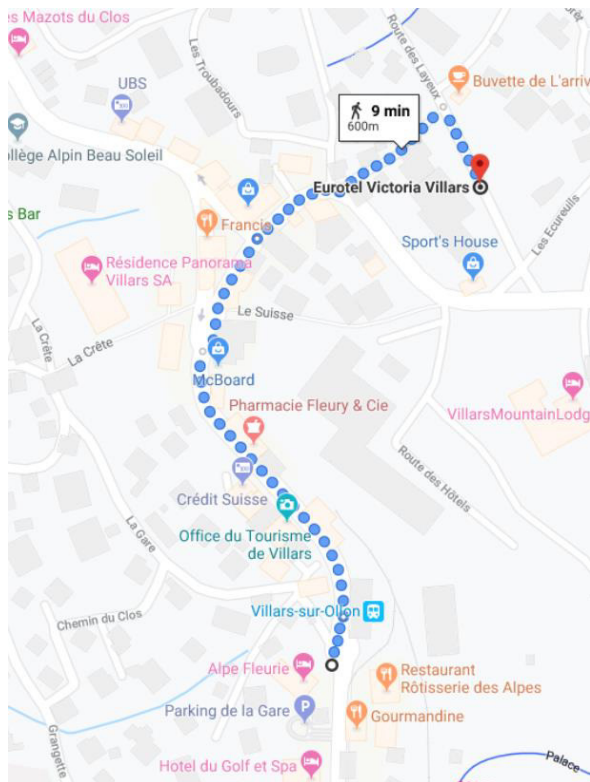 es Mazots du Clos
UBS
ollège Alpin Beau Soleil
s Bar
Les Troubadours
Route des Layeux
Buvette de L'arriv
9 min
600m
Eurotel Victoria Villars
Francis
Sport's House
Les Ecureuils
Résidence Panorama
Villars SA
Le Suisse
La Crête
La Crête
McBoard
Pharmacie Fleury & Cie
VillarsMountainLodg
Route des Hôtels
Crédit Suisse
Office du Tourisme
de Villars
La Gare
Chemin du Clos
Villars-sur-Ollon
Alpe Fleurie
Restaurant
Rôtisserie des Alpes
Parking de la Gare
P
Gourmandine
Grangette
Hotel du Golf et Spa
Palace